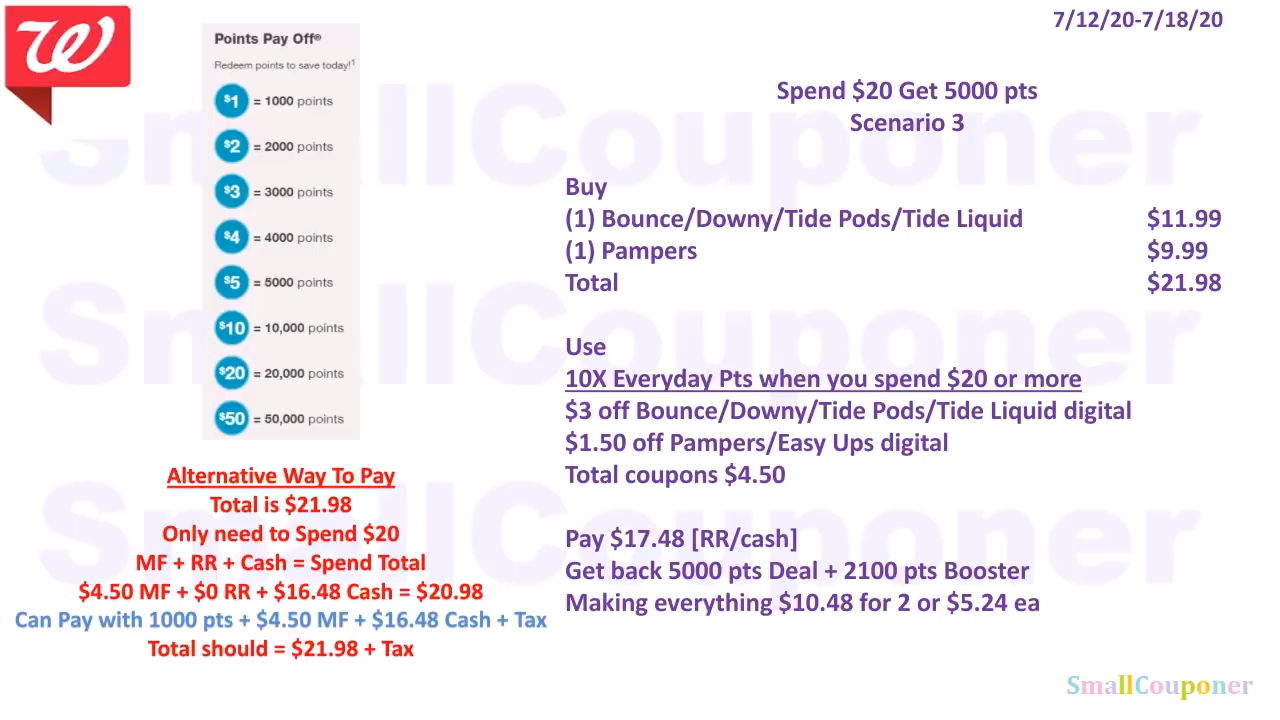 W
7/12/20-7/18/20
Points Pay Off®
Redeem points to save today!¹
$1 = 1000 points
$2 = 2000 points
$3 = 3000 points
$4 = 4000 points
$5 = 5000 points
$10 = 10,000 points
$20 = 20,000 points
$50 = 50,000 points
Alternative Way To Pay
Total is $21.98
Only need to Spend $20
MF + RR + Cash = Spend Total
$4.50 MF + $0 RR + $16.48 Cash = $20.98
Can Pay with 1000 pts + $4.50 MF + $16.48 Cash + Tax
Total should = $21.98 + Tax
Spend $20 Get 5000 pts
Scenario 3
Buy
(1) Bounce/Downy/Tide Pods/Tide Liquid $11.99
(1) Pampers $9.99
Total $21.98
Use
10X Everyday Pts when you spend $20 or more
$3 off Bounce/Downy/Tide Pods/Tide Liquid digital
$1.50 off Pampers/Easy Ups digital
Total coupons $4.50
Pay $17.48 [RR/cash]
Get back 5000 pts Deal + 2100 pts Booster
Making everything $10.48 for 2 or $5.24 ea
SmallCouponer
SmallCouponer
SmallCouponer
SmallCouponer